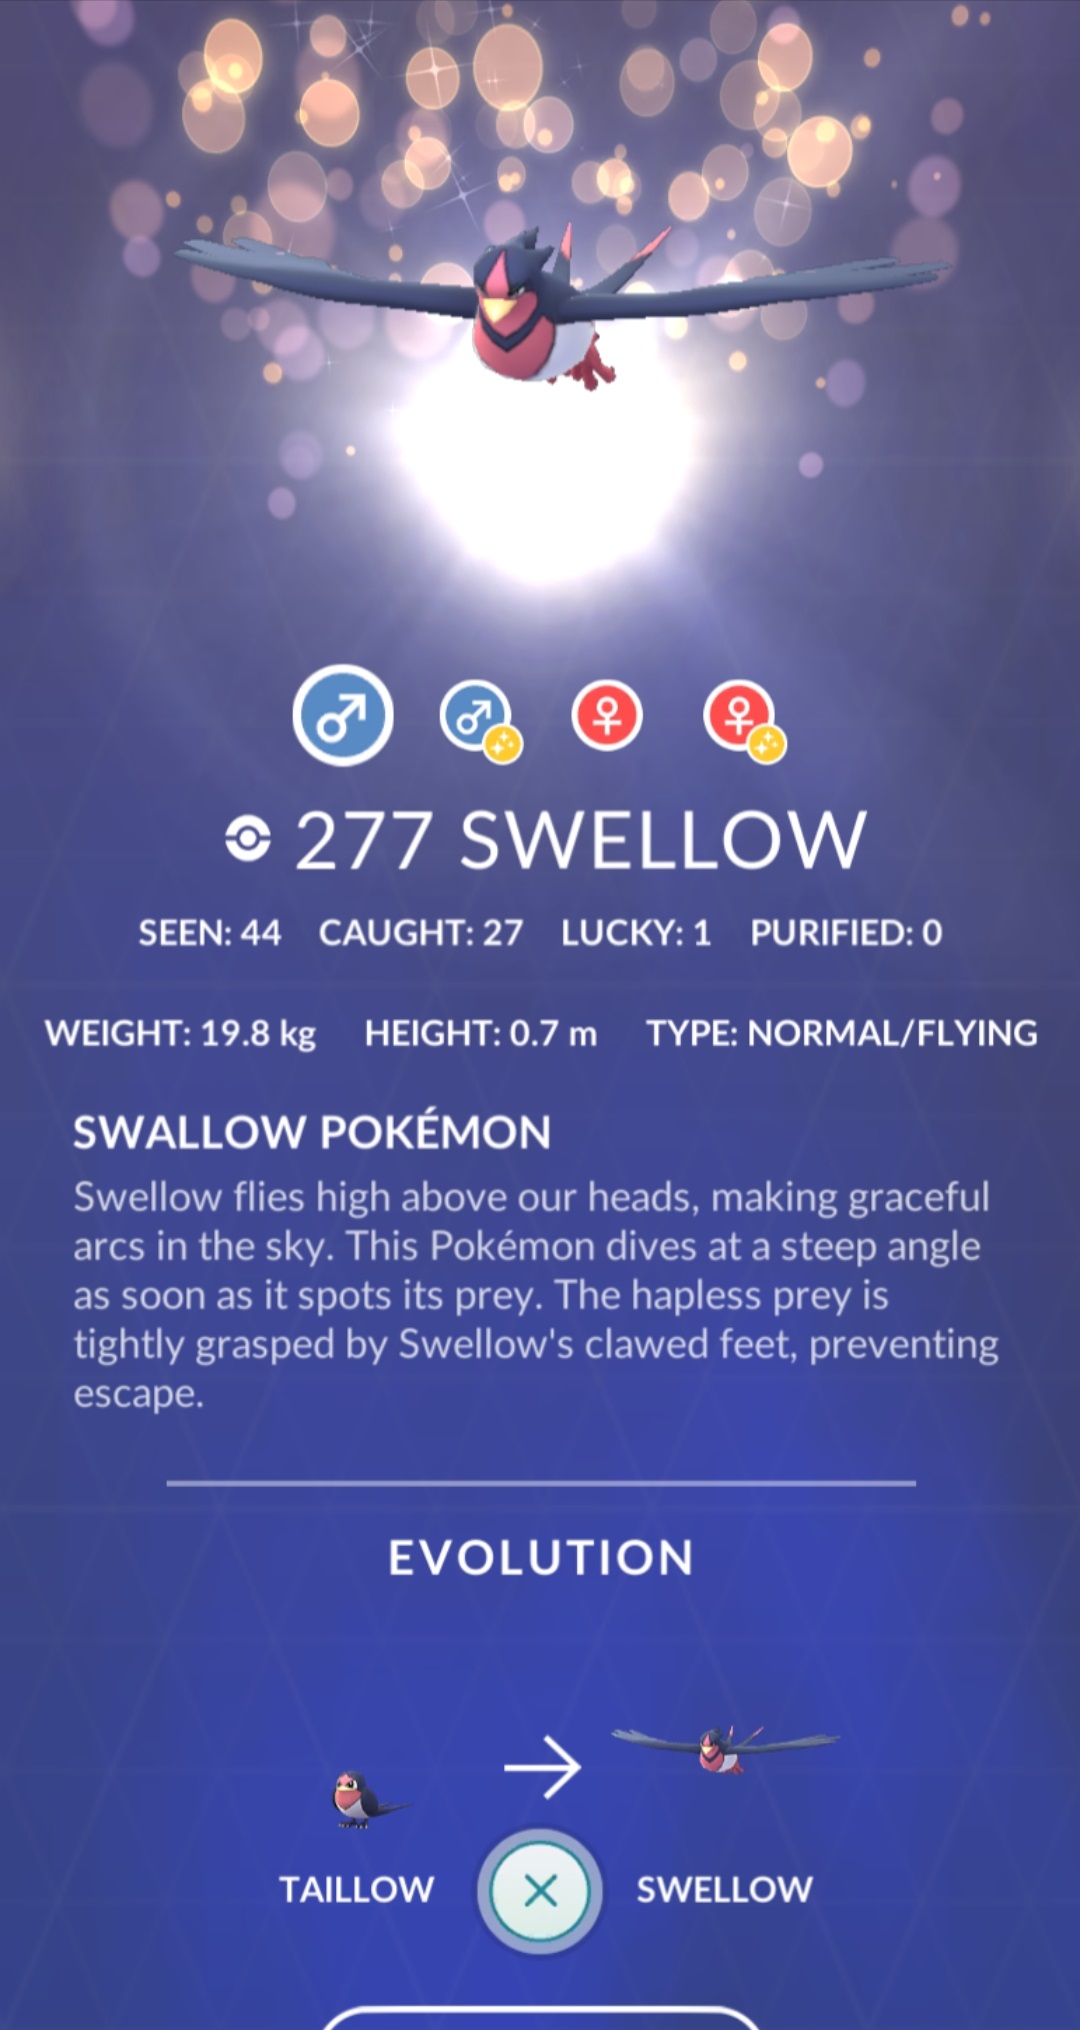 277 SWELLOW
SEEN: 44 CAUGHT: 27 LUCKY: 1 PURIFIED: 0
WEIGHT: 19.8 kg HEIGHT: 0.7 m TYPE: NORMAL/FLYING
SWALLOW POKÉMON
Swellow flies high above our heads, making graceful
arcs in the sky. This Pokémon dives at a steep angle
as soon as it spots its prey. The hapless prey is
tightly grasped by Swellow's clawed feet, preventing
escape.
EVOLUTION
TAILLOW SWELLOW